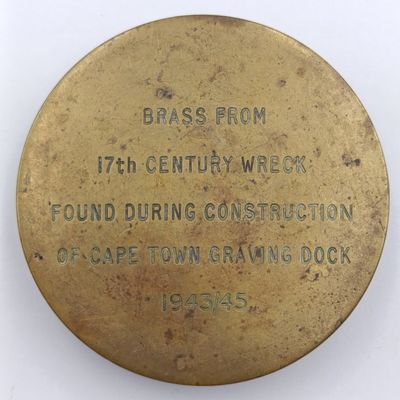 BRASS FROM
17th CENTURY WRECK
FOUND DURING CONSTRUCTION
OF CAPE TOWN GRAVING DOCK
1943/45